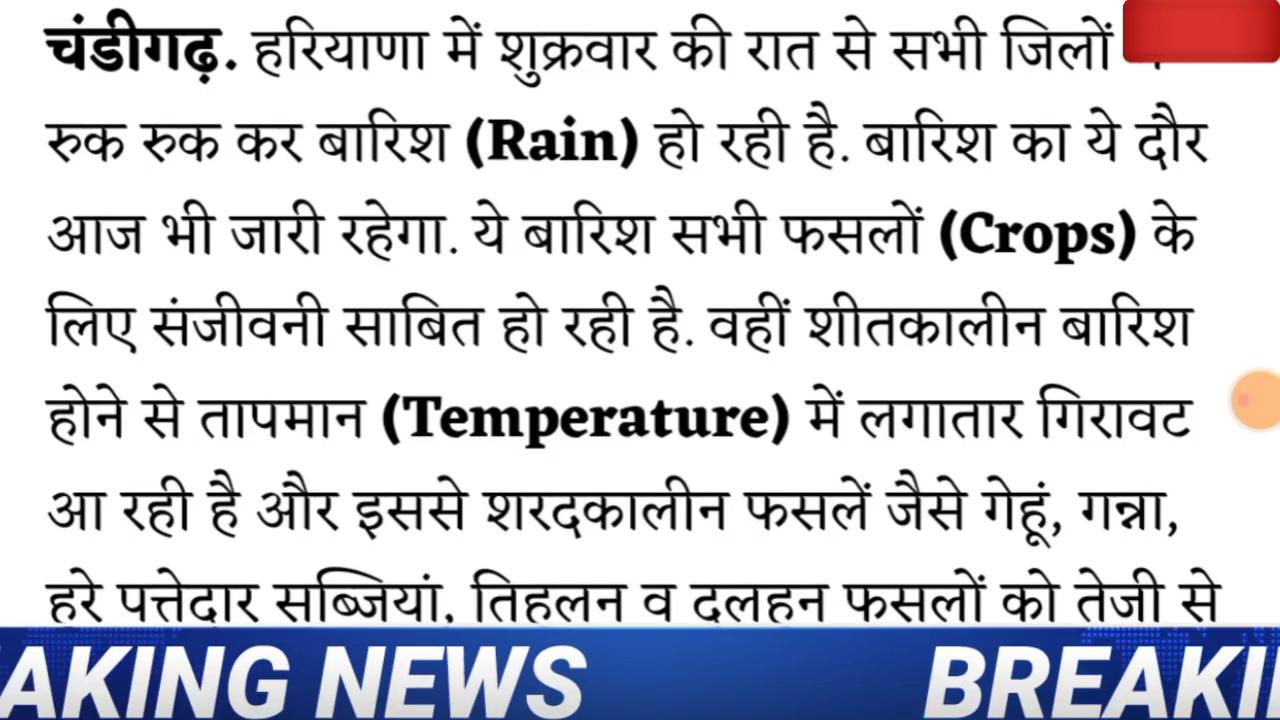 चंडीगढ़. हरियाणा में शुक्रवार की रात से सभी जिलों
रुक रुक कर बारिश (Rain) हो रही है. बारिश का ये दौर
आज भी जारी रहेगा. ये बारिश सभी फसलों (Crops) के
लिए संजीवनी साबित हो रही है. वहीं शीतकालीन बारिश
होने से तापमान (Temperature) में लगातार गिरावट
आ रही है और इससे शरदकालीन फसलें जैसे गेहूं, गन्ना,
हरे पत्तेदार सब्जियां, तिहलन व दलहन फसलों को तेजी से
AKING NEWS BREAKI